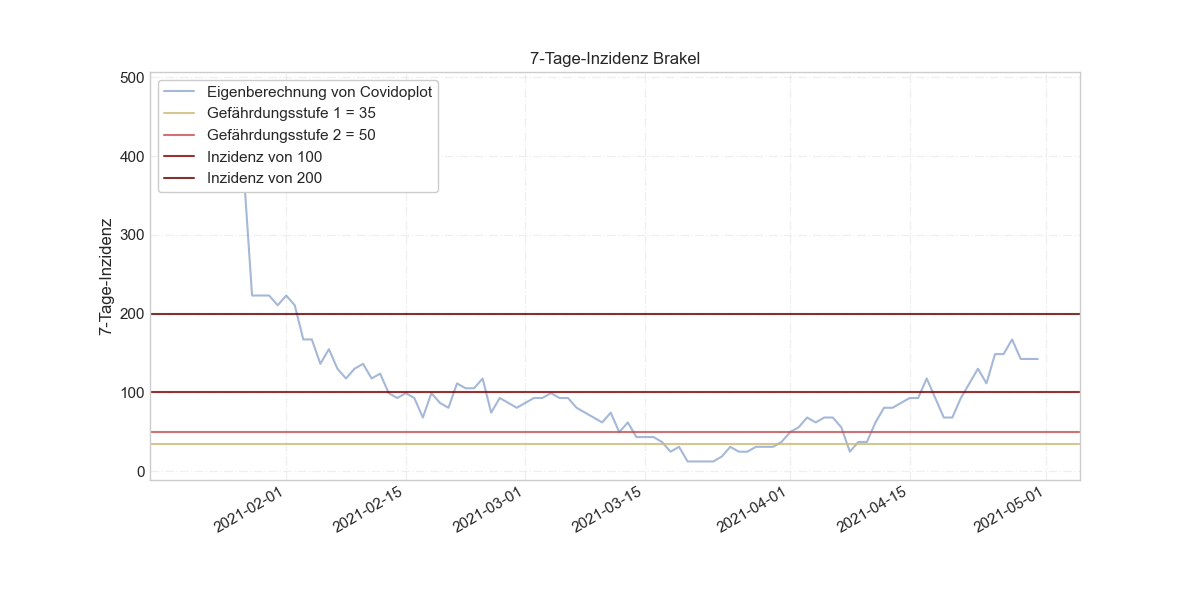 7-Tage-Inzidenz Brakel
500
400
300
200
100
0
7-Tage-Inzidenz
Eigenberechnung von Covidoplot
Gefährdungsstufe 1 = 35
Gefährdungsstufe 2 = 50
Inzidenz von 100
Inzidenz von 200
2021-02-01
2021-02-15
2021-03-01
2021-03-15
2021-04-01
2021-04-15
2021-05-01